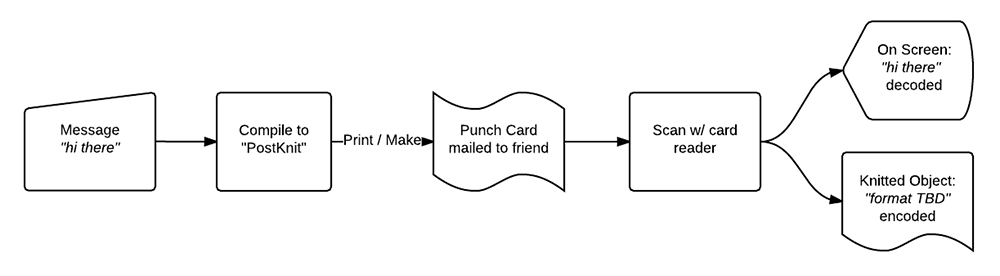 Message
"hi there"
Compile to
"PostKnit"
Print / Make
Punch Card
mailed to friend
Scan w/ card
reader
On Screen:
"hi there"
decoded
Knitted Object:
"format TBD"
encoded